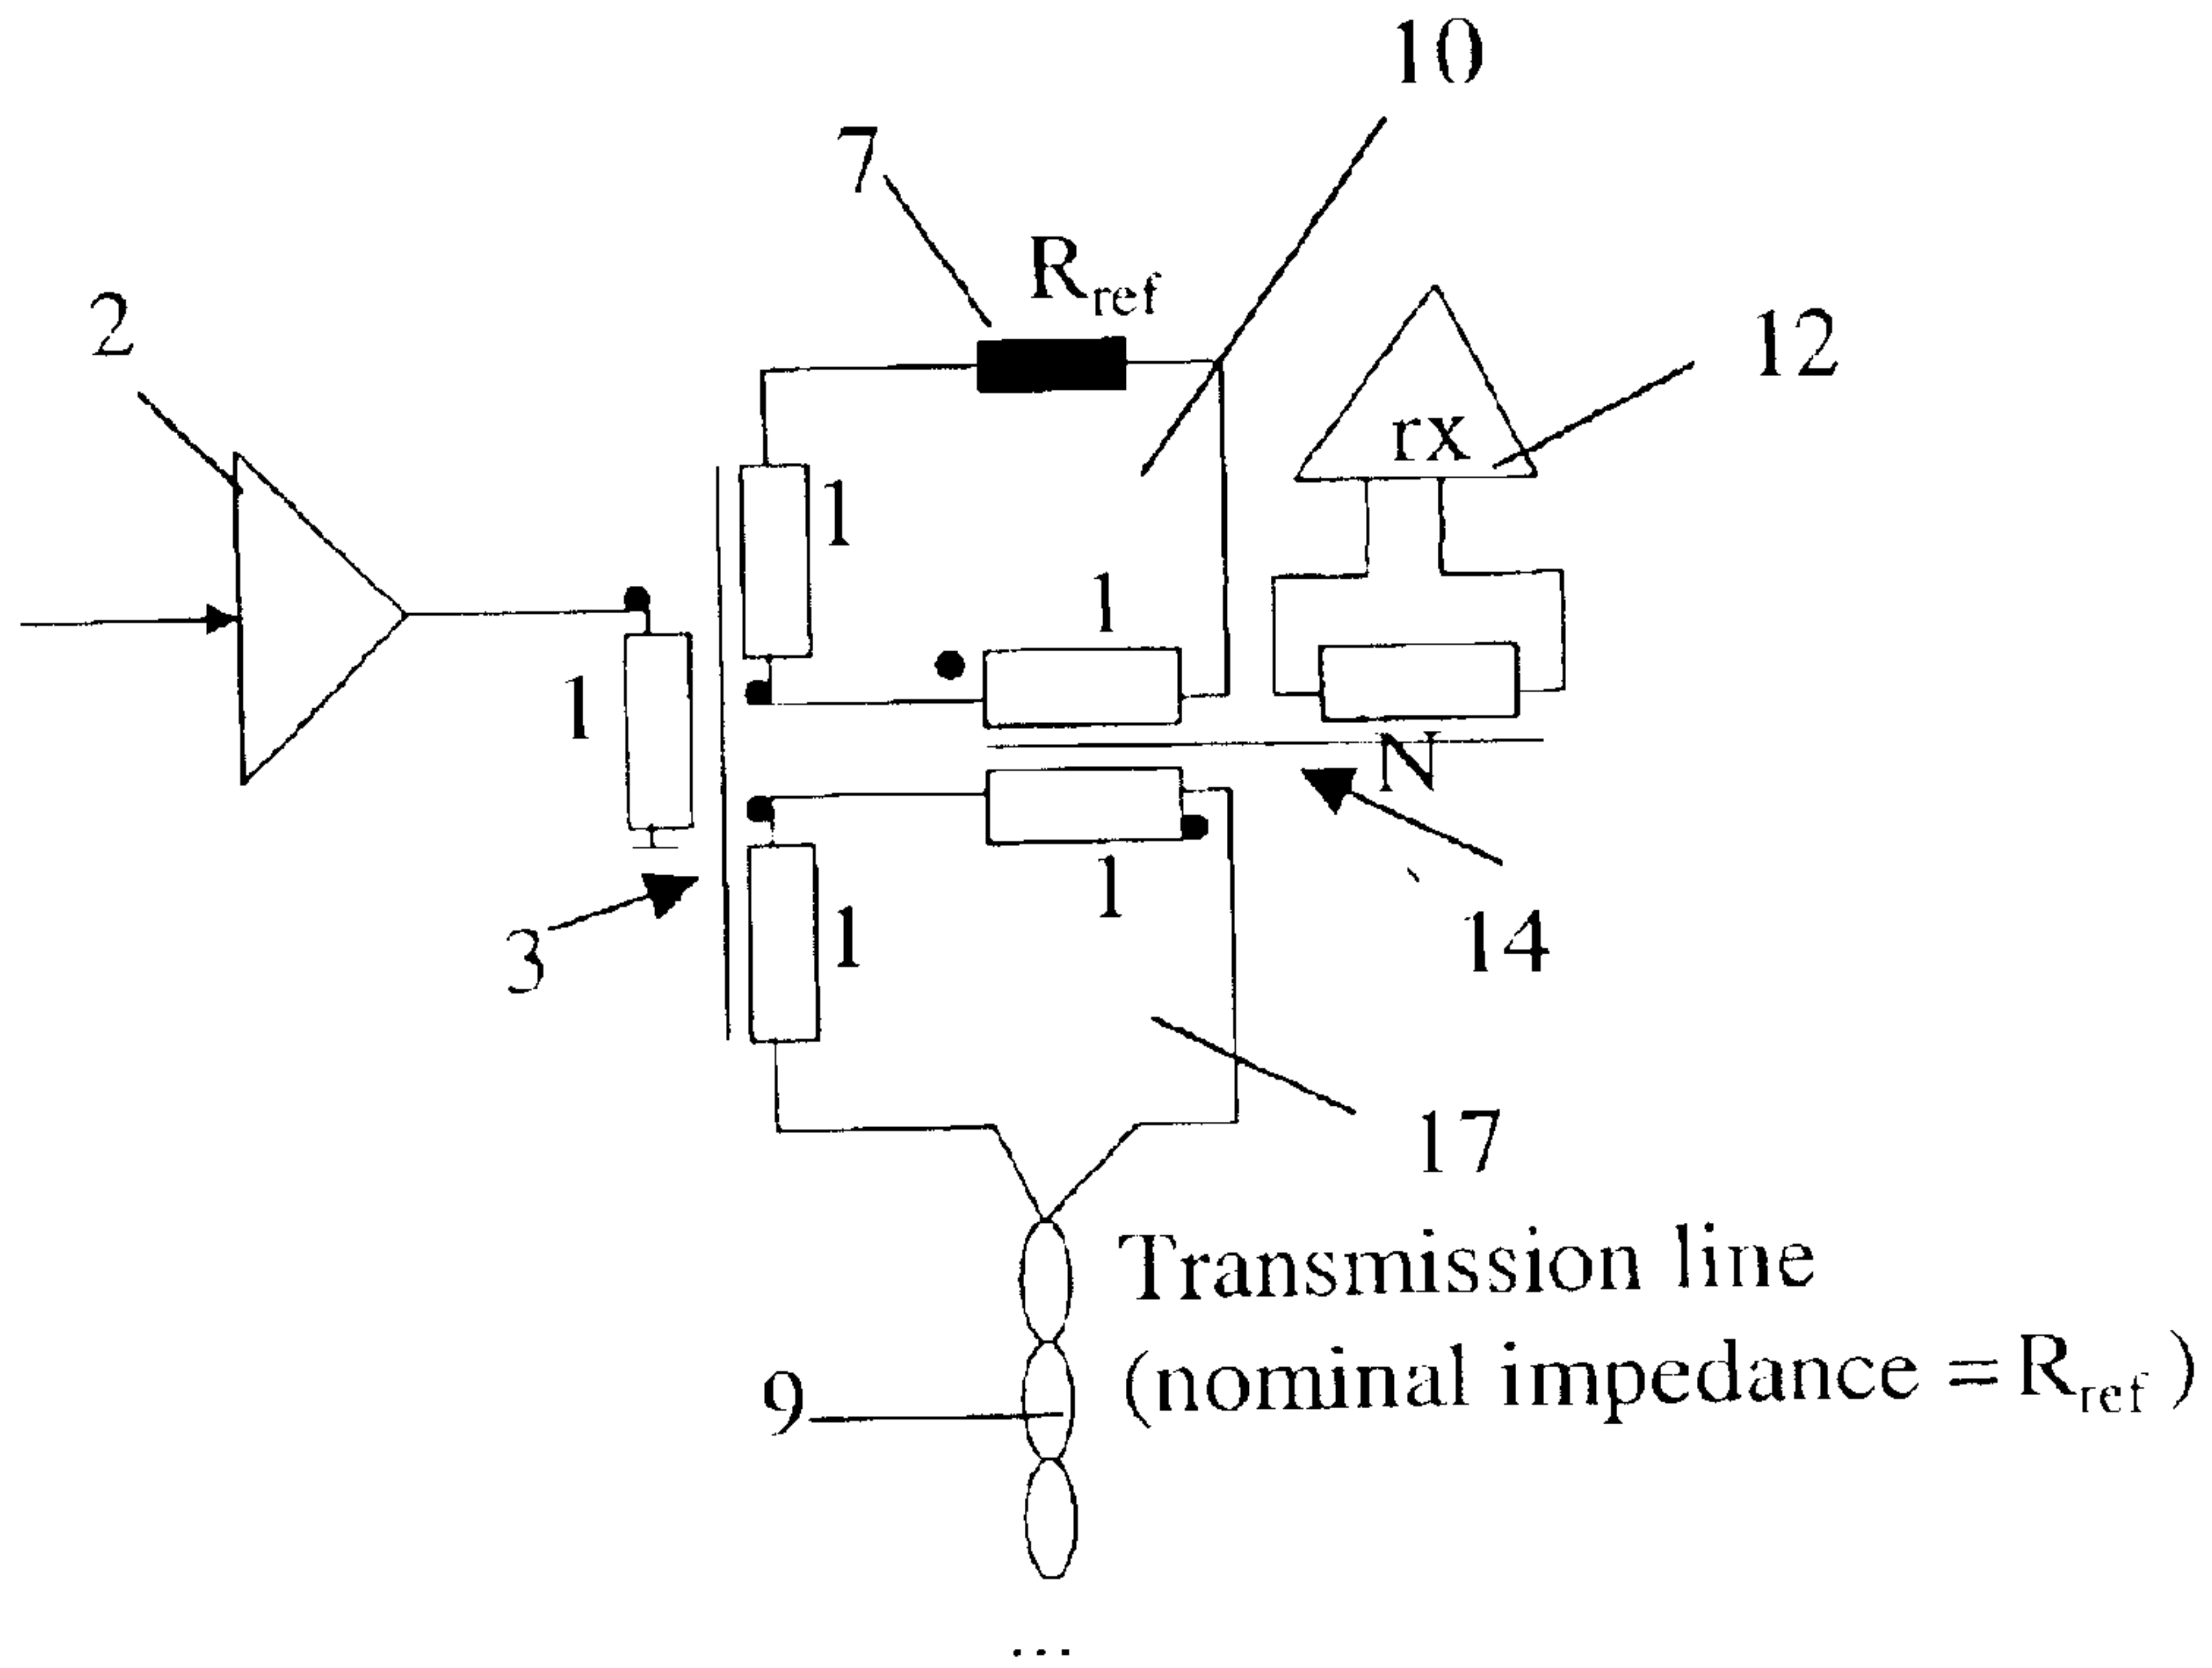 10
7
R_ref
2
12
rx
1
1
1
N
3
1
1
14
17
Transmission line
(nominal impedance = R_ref )
9
...